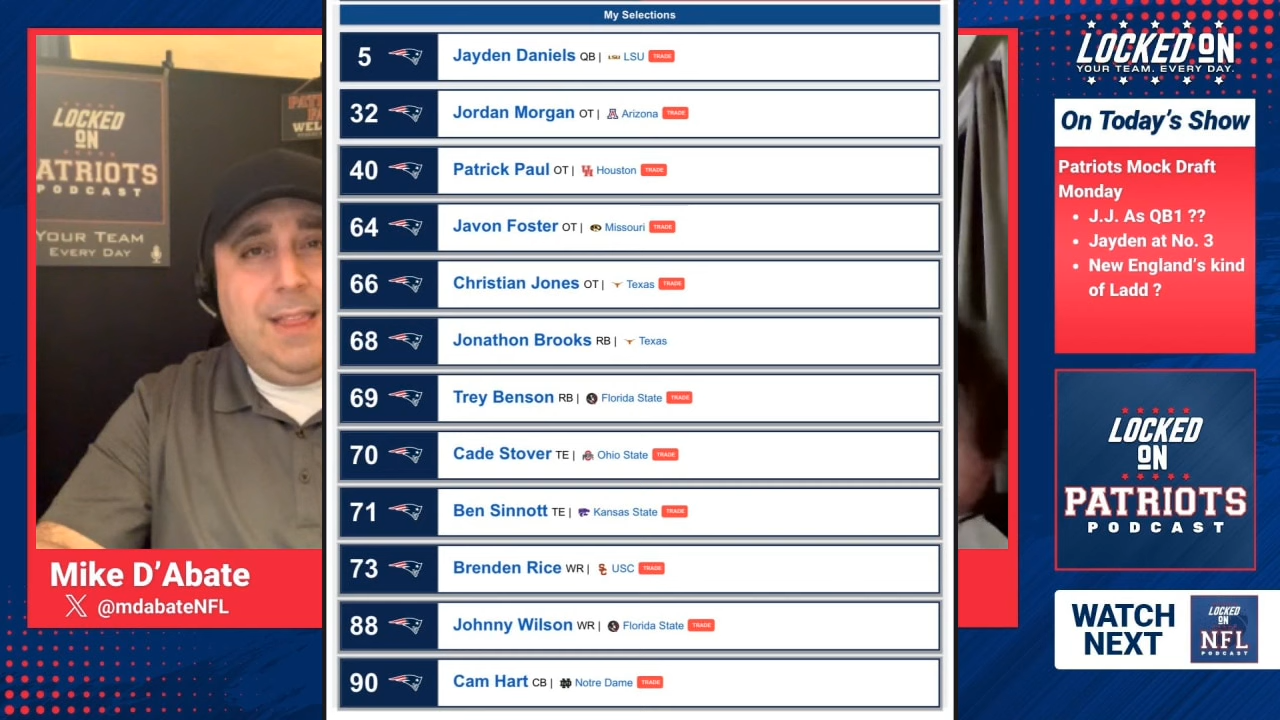 My Selections
5 Jayden Daniels QB | LSU LSU TRADE
32 Jordan Morgan OT | Arizona TRADE
40 Patrick Paul OT | Houston TRADE
64 Javon Foster OT | Missouri TRADE
66 Christian Jones OT | Texas TRADE
68 Jonathon Brooks RB | Texas
69 Trey Benson RB | Florida State TRADE
70 Cade Stover TE | Ohio State TRADE
71 Ben Sinnott TE | Kansas State TRADE
73 Brenden Rice WR | USC TRADE
88 Johnny Wilson WR | Florida State TRADE
90 Cam Hart CB | Notre Dame TRADE
LOCKED
ON
ATRIOTS
PODCAST
YOUR TEAM
EVERY DAY
Mike D'Abate
X @mdabateNFL
LOCKED ON
YOUR TEAM. EVERY DAY.
On Today's Show
Patriots Mock Draft
Monday
• J.J. As QB1 ??
• Jayden at No. 3
• New England's kind
of Ladd ?
LOCKED
ON
PATRIOTS
PODCAST
WATCH
NEXT
LOCKED
ON
NFL
PODCAST